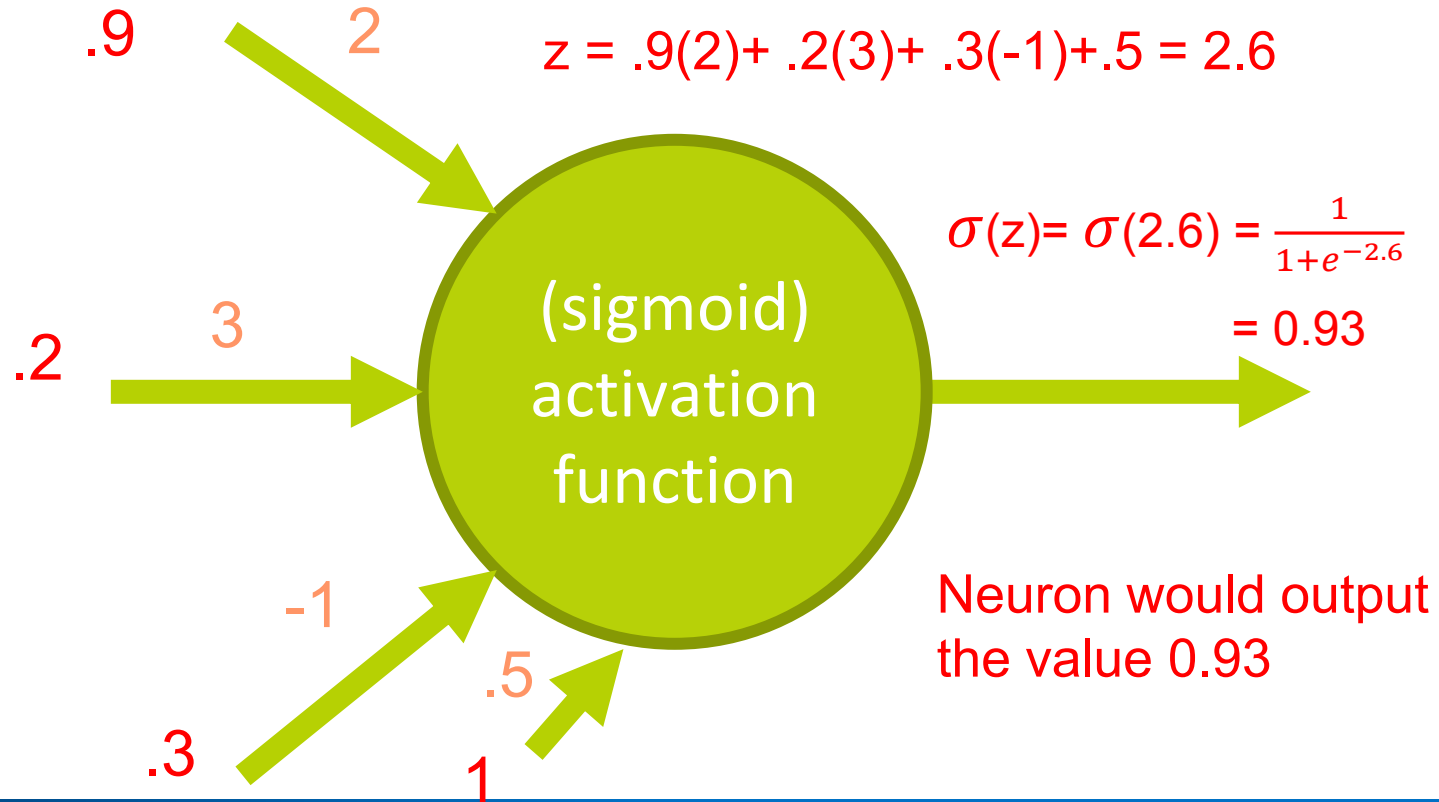 .9
2
z = .9(2)+ .2(3)+ .3(-1)+.5 = 2.6
𝜎(z)= 𝜎(2.6) = 1/(1+𝑒^−2.6)
= 0.93
.2
3
(sigmoid)
activation
function
-1
.3
.5
1
Neuron would output
the value 0.93